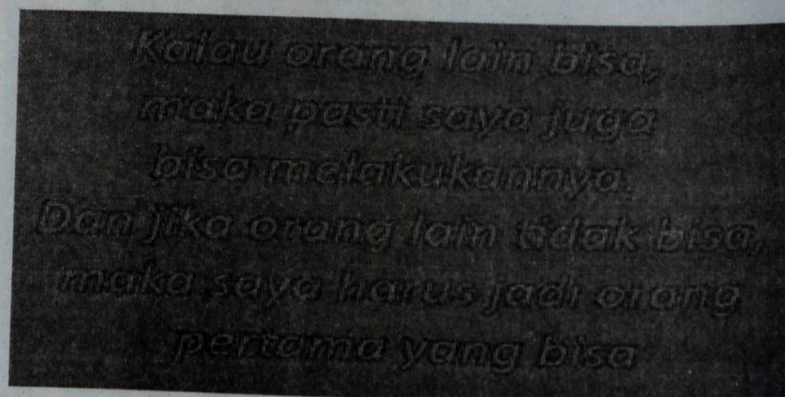 Kalau orang lain bisa,
maka pasti saya juga
bisa melakukannya.
Dan jika orang lain tidak bisa,
maka saya harus jadi orang
pertama yang bisa